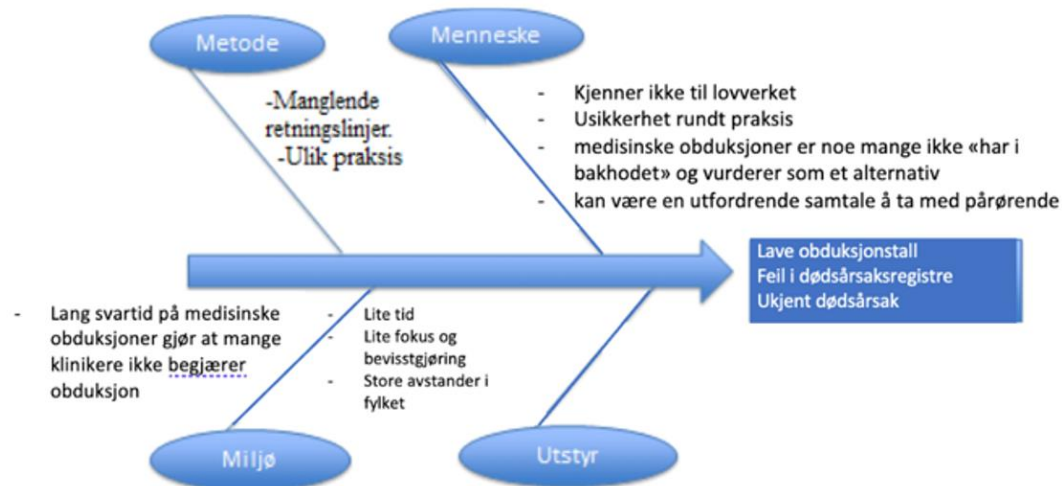 Metode
Menneske
-Manglende
retningslinjer.
-Ulik praksis
- Kjenner ikke til lovverket
- Usikkerhet rundt praksis
- medisinske obduksjoner er noe mange ikke «har i
bakhodet» og vurderer som et alternativ
- kan være en utfordrende samtale å ta med pårørende
Lave obduksjonstall
Feil i dødsårsaksregistre
Ukjent dødsårsak
- Lang svartid på medisinske
obduksjoner gjør at mange
klinikere ikke begjærer
obduksjon
- Lite tid
- Lite fokus og
bevisstgjøring
- Store avstander i
fylket
Miljø
Utstyr